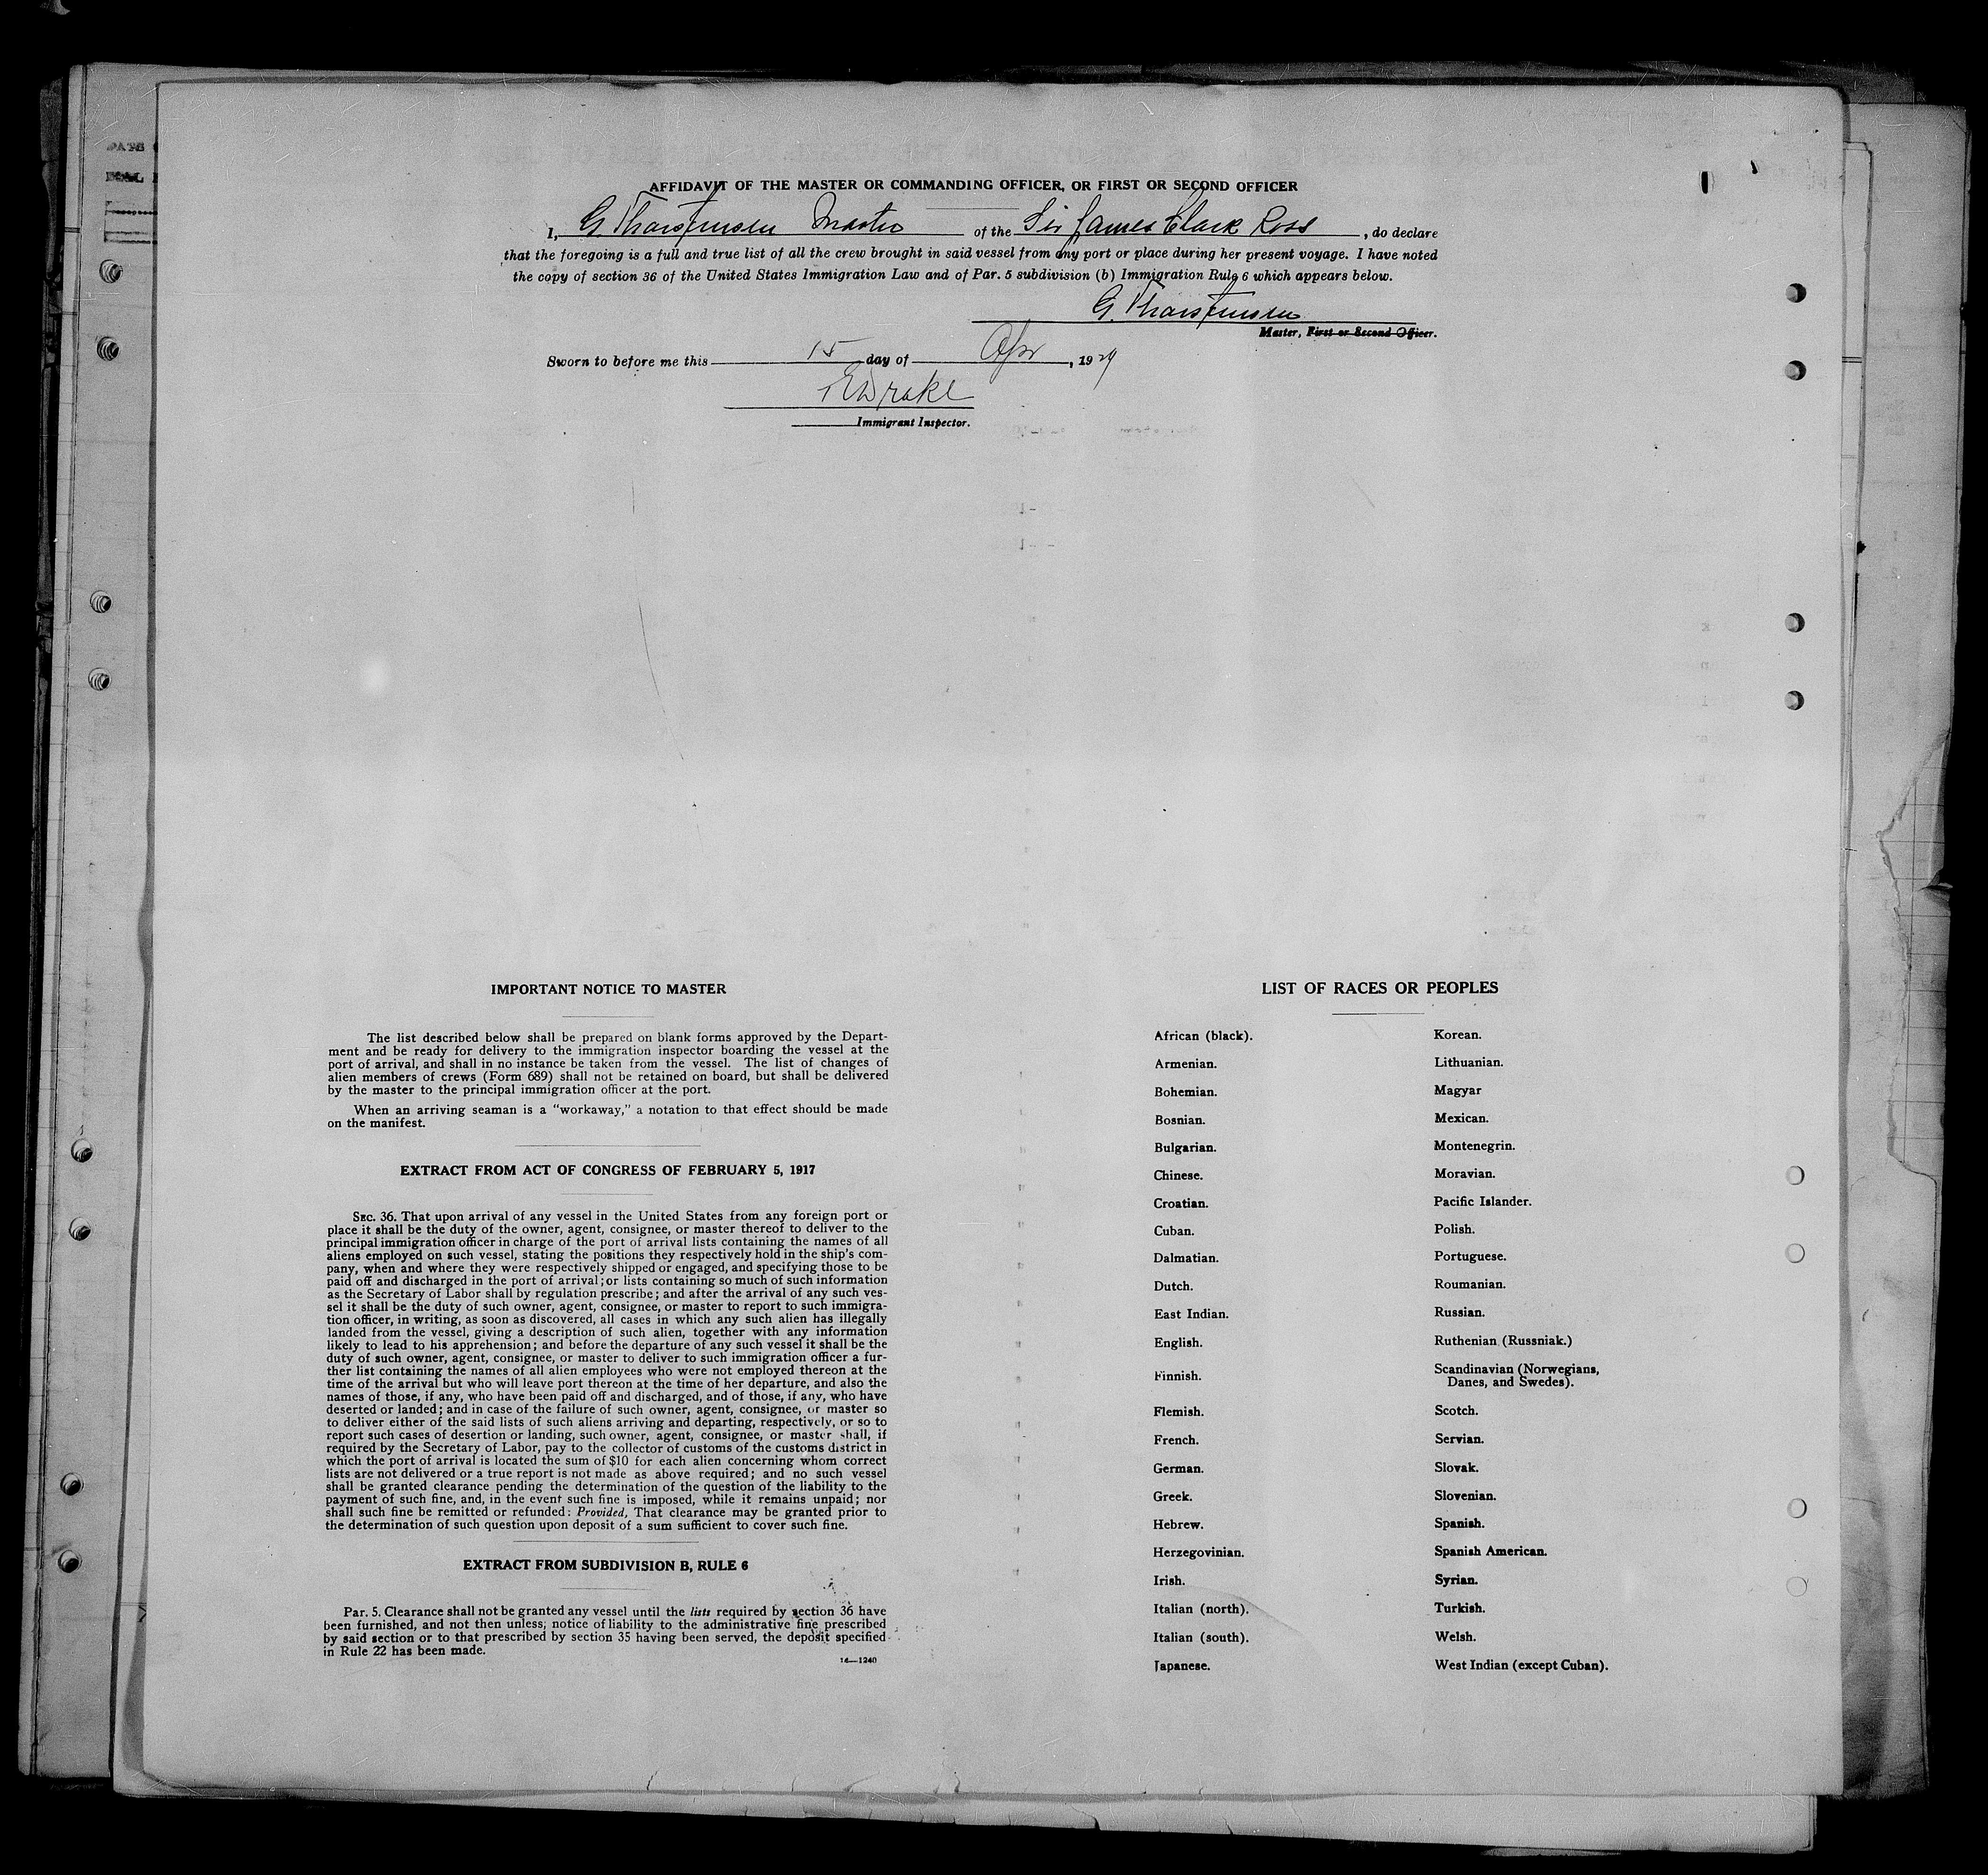 AFFIDAVIT OF THE MASTER OR COMMANDING OFFICER, OR FIRST OR SECOND OFFICER
I, G. Thorstensen Master of the Sir James Clark Ross, do declare
that the foregoing is a full and true list of all the crew brought in said vessel from any port or place during her present voyage. I have noted
the copy of section 36 of the United States Immigration Law and of Par. 5 subdivision (b) Immigration Rule 6 which appears below.
G. Thorstensen
Master, First or Second Officer.
Sworn to before me this 15 day of Apr, 1929
Drake
Immigrant Inspector.
IMPORTANT NOTICE TO MASTER
The list described below shall be prepared on blank forms approved by the Depart-
ment and be ready for delivery to the immigration inspector boarding the vessel at the
port of arrival, and shall in no instance be taken from the vessel. The list of changes of
alien members of crews (Form 689) shall not be retained on board, but shall be delivered
by the master to the principal immigration officer at the port.
When an arriving seaman is a "workaway," a notation to that effect should be made
on the manifest.
EXTRACT FROM ACT OF CONGRESS OF FEBRUARY 5, 1917
SEC. 36. That upon arrival of any vessel in the United States from any foreign port or
place it shall be the duty of the owner, agent, consignee, or master thereof to deliver to the
principal immigration officer in charge of the port of arrival lists containing the names of all
aliens employed on such vessel, stating the positions they respectively hold in the ship's com-
pany, when and where they were respectively shipped or engaged, and specifying those to be
paid off and discharged in the port of arrival; or lists containing so much of such information
as the Secretary of Labor shall by regulation prescribe; and after the arrival of any such ves-
sel it shall be the duty of such owner, agent, consignee, or master to report to such immigra-
tion officer, in writing, as soon as discovered, all cases in which any such alien has illegally
landed from the vessel, giving a description of such alien, together with any information
likely to lead to his apprehension; and before the departure of any such vessel it shall be the
duty of such owner, agent, consignee, or master to deliver to such immigration officer a fur-
ther list containing the names of all alien employees who were not employed thereon at the
time of the arrival but who will leave port thereon at the time of her departure, and also the
names of those, if any, who have been paid off and discharged, and of those, if any, who have
deserted or landed; and in case of the failure of such owner, agent, consignee, or master so
to deliver either of the said lists of such aliens arriving and departing, respectively, or so to
report such cases of desertion or landing, such owner, agent, consignee, or master shall, if
required by the Secretary of Labor, pay to the collector of customs of the customs district in
which the port of arrival is located the sum of $10 for each alien concerning whom correct
lists are not delivered or a true report is not made as above required; and no such vessel
shall be granted clearance pending the determination of the question of the liability to the
payment of such fine, and, in the event such fine is imposed, while it remains unpaid; nor
shall such fine be remitted or refunded: Provided, That clearance may be granted prior to
the determination of such question upon deposit of a sum sufficient to cover such fine.
EXTRACT FROM SUBDIVISION B, RULE 6
Par. 5. Clearance shall not be granted any vessel until the lists required by section 36 have
been furnished, and not then unless, notice of liability to the administrative fine prescribed
by said section or to that prescribed by section 35 having been served, the deposit specified
in Rule 22 has been made.
14—1240
LIST OF RACES OR PEOPLES
African (black).
Armenian.
Bohemian.
Bosnian.
Bulgarian.
Chinese.
Croatian.
Cuban.
Dalmatian.
Dutch.
East Indian.
English.
Finnish.
Flemish.
French.
German.
Greek.
Hebrew.
Herzegovinian.
Irish.
Italian (north).
Italian (south).
Japanese.
Korean.
Lithuanian.
Magyar
Mexican.
Montenegrin.
Moravian.
Pacific Islander.
Polish.
Portuguese.
Roumanian.
Russian.
Ruthenian (Russniak.)
Scandinavian (Norwegians,
Danes, and Swedes).
Scotch.
Servian.
Slovak.
Slovenian.
Spanish.
Spanish American.
Syrian.
Turkish.
Welsh.
West Indian (except Cuban).